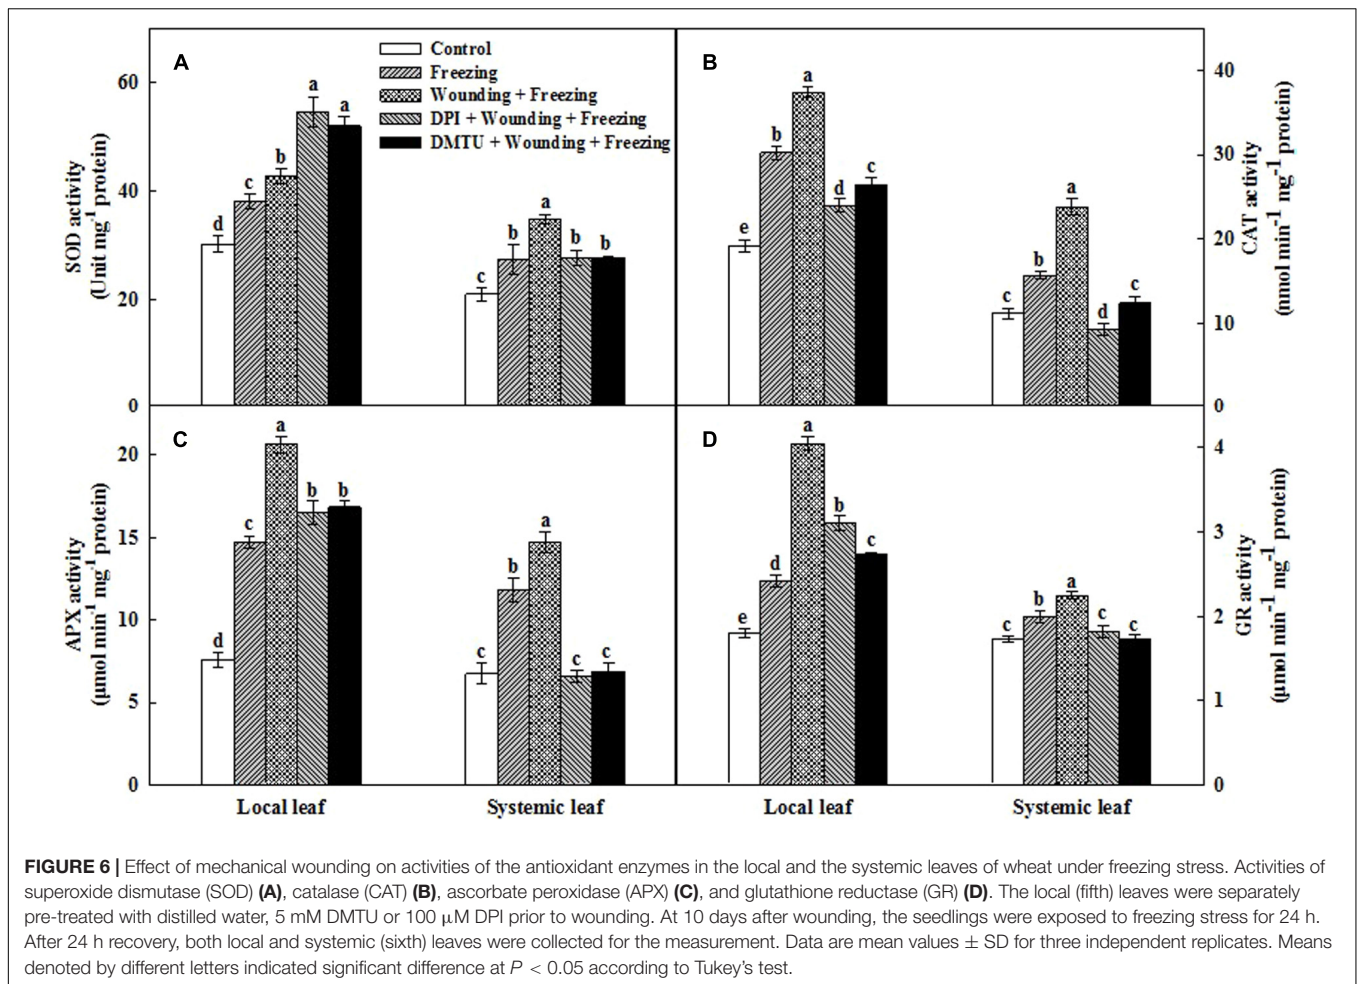 A
Control
Freezing
Wounding + Freezing
DPI + Wounding + Freezing
DMTU + Wounding + Freezing
SOD activity
(Unit mg-1 protein)
60
40
20
0
d
c
b
a
a
c
b
a
b
b
B
CAT activity
(nmol min-1 mg-1 protein)
40
30
20
10
0
e
b
a
d
c
c
b
a
d
c
C
APX activity
(μmol min-1 mg-1 protein)
20
15
10
5
0
d
c
a
b
b
c
b
a
c
c
Local leaf
Systemic leaf
D
GR activity
(μmol min-1 mg-1 protein)
4
3
2
1
0
e
d
a
b
c
c
b
a
c
c
Local leaf
Systemic leaf
FIGURE 6 | Effect of mechanical wounding on activities of the antioxidant enzymes in the local and the systemic leaves of wheat under freezing stress. Activities of
superoxide dismutase (SOD) (A), catalase (CAT) (B), ascorbate peroxidase (APX) (C), and glutathione reductase (GR) (D). The local (fifth) leaves were separately
pre-treated with distilled water, 5 mM DMTU or 100 μM DPI prior to wounding. At 10 days after wounding, the seedlings were exposed to freezing stress for 24 h.
After 24 h recovery, both local and systemic (sixth) leaves were collected for the measurement. Data are mean values ± SD for three independent replicates. Means
denoted by different letters indicated significant difference at P < 0.05 according to Tukey's test.